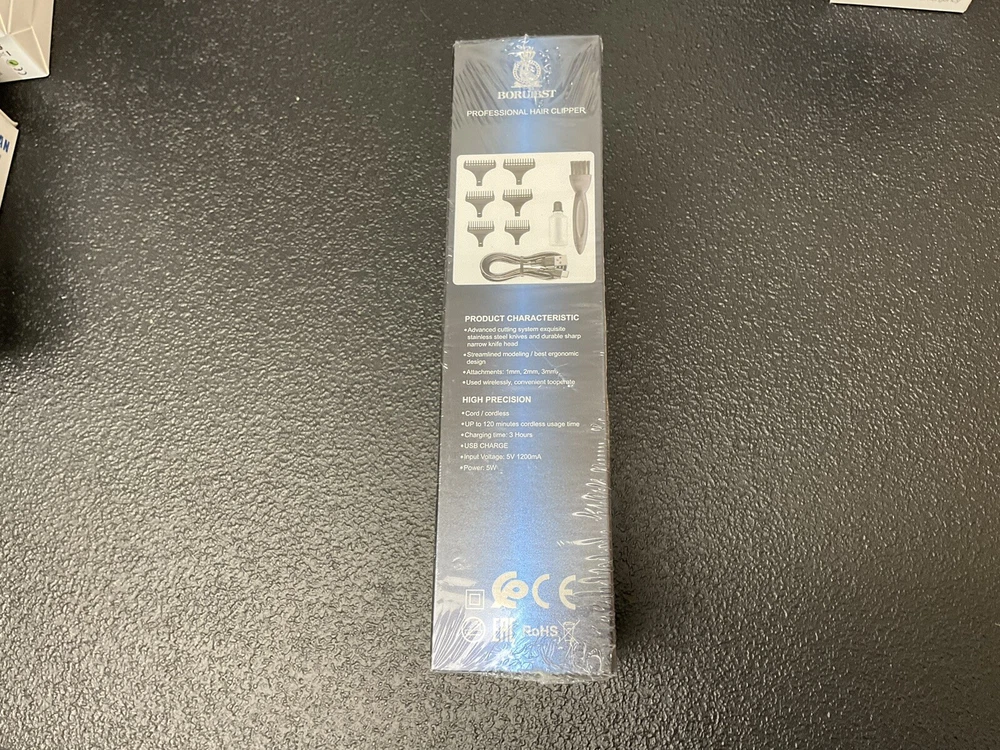 PROFESSIONAL HAIR CLIPPER
PRODUCT CHARACTERISTIC
•Advanced cutting system exquisite
stainless steel knives and durable sharp
narrow knife head
•Streamlined modeling / best ergonomic
design
•Attachments: 1mm, 2mm, 3mm
•Used wirelessly, convenient tooperate
HIGH PRECISION
•Cord / cordless
•UP to 120 minutes cordless usage time
•Charging time: 3 Hours
•USB CHARGE
•Input Voltage: 5V 1200mA
•Power: 5W
CE
EAC RoHS